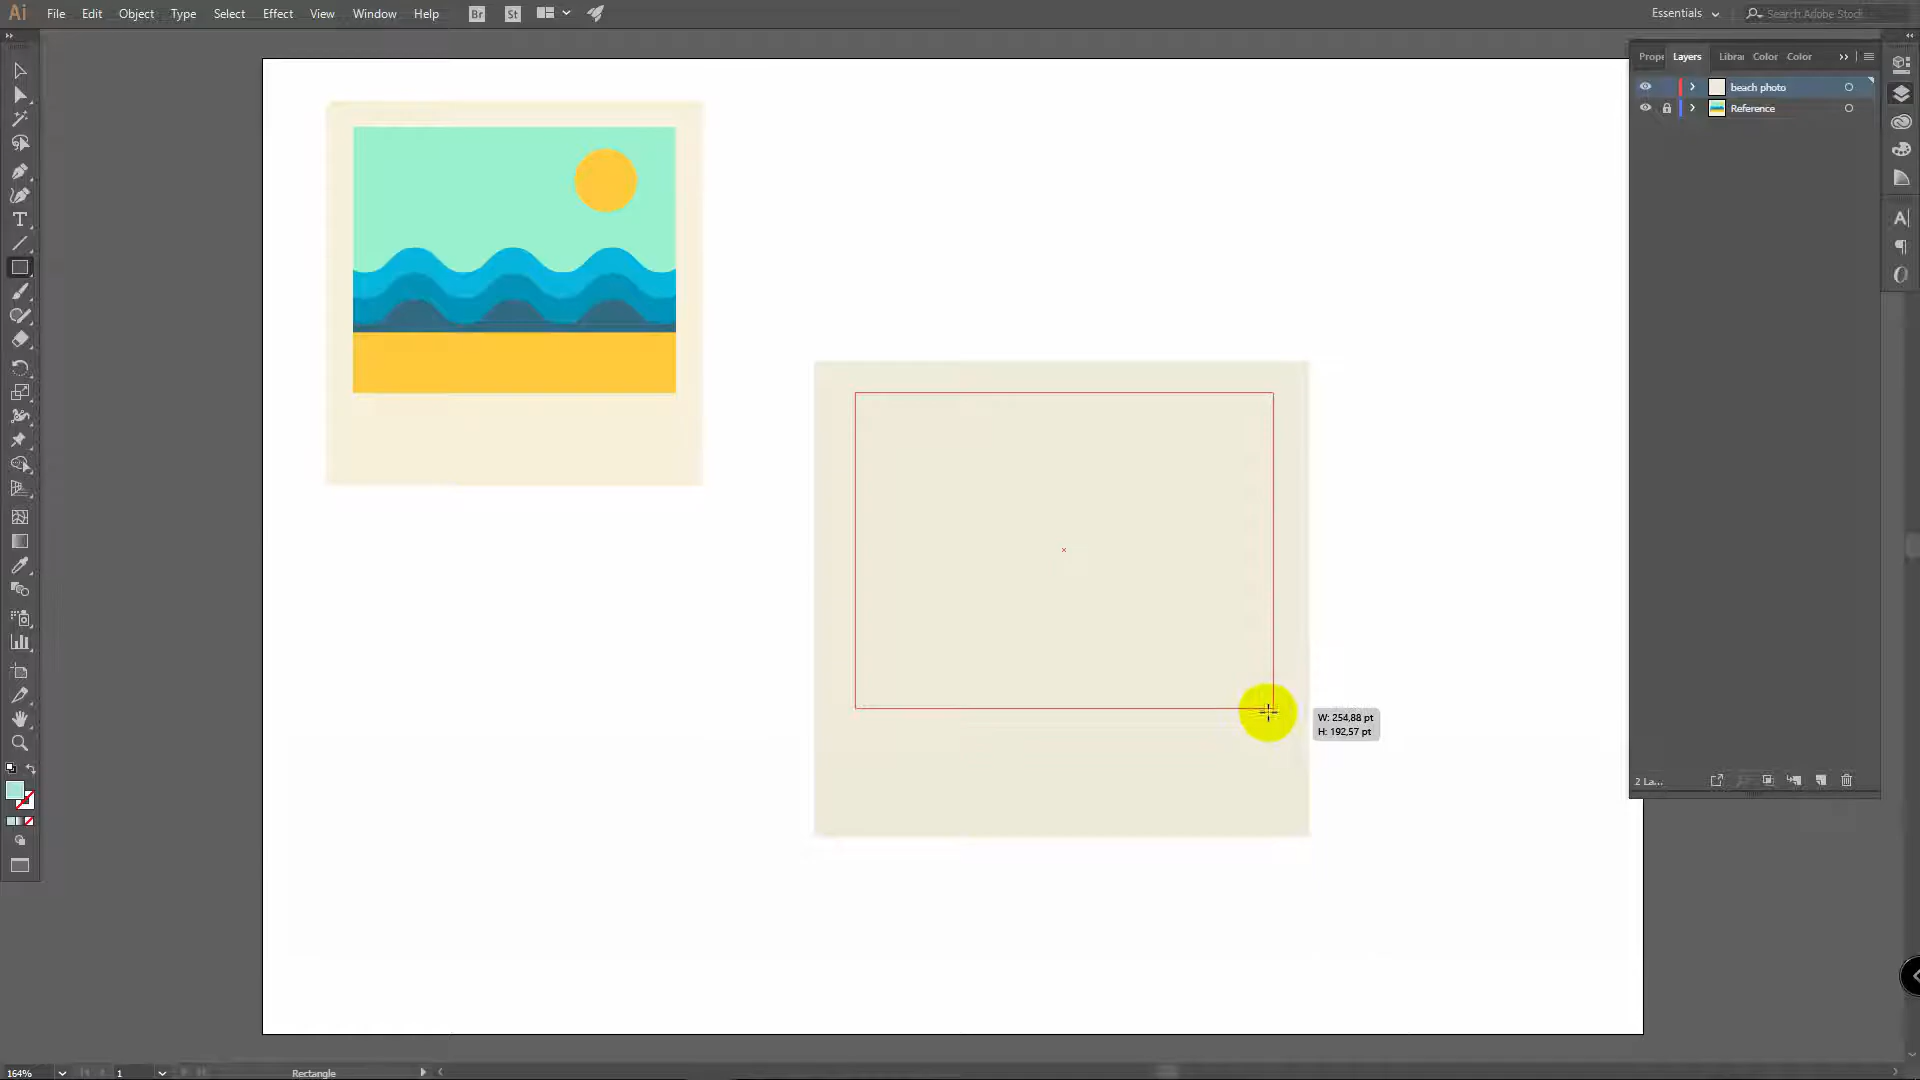 Ai File Edit Object Type Select Effect View Window Help Br St Essentials Search Adobe Stock
Prope Layers Librar Color Color
beach photo
Reference
W: 254,88 pt
H: 192,57 pt
2 La...
164% 1 Rectangle